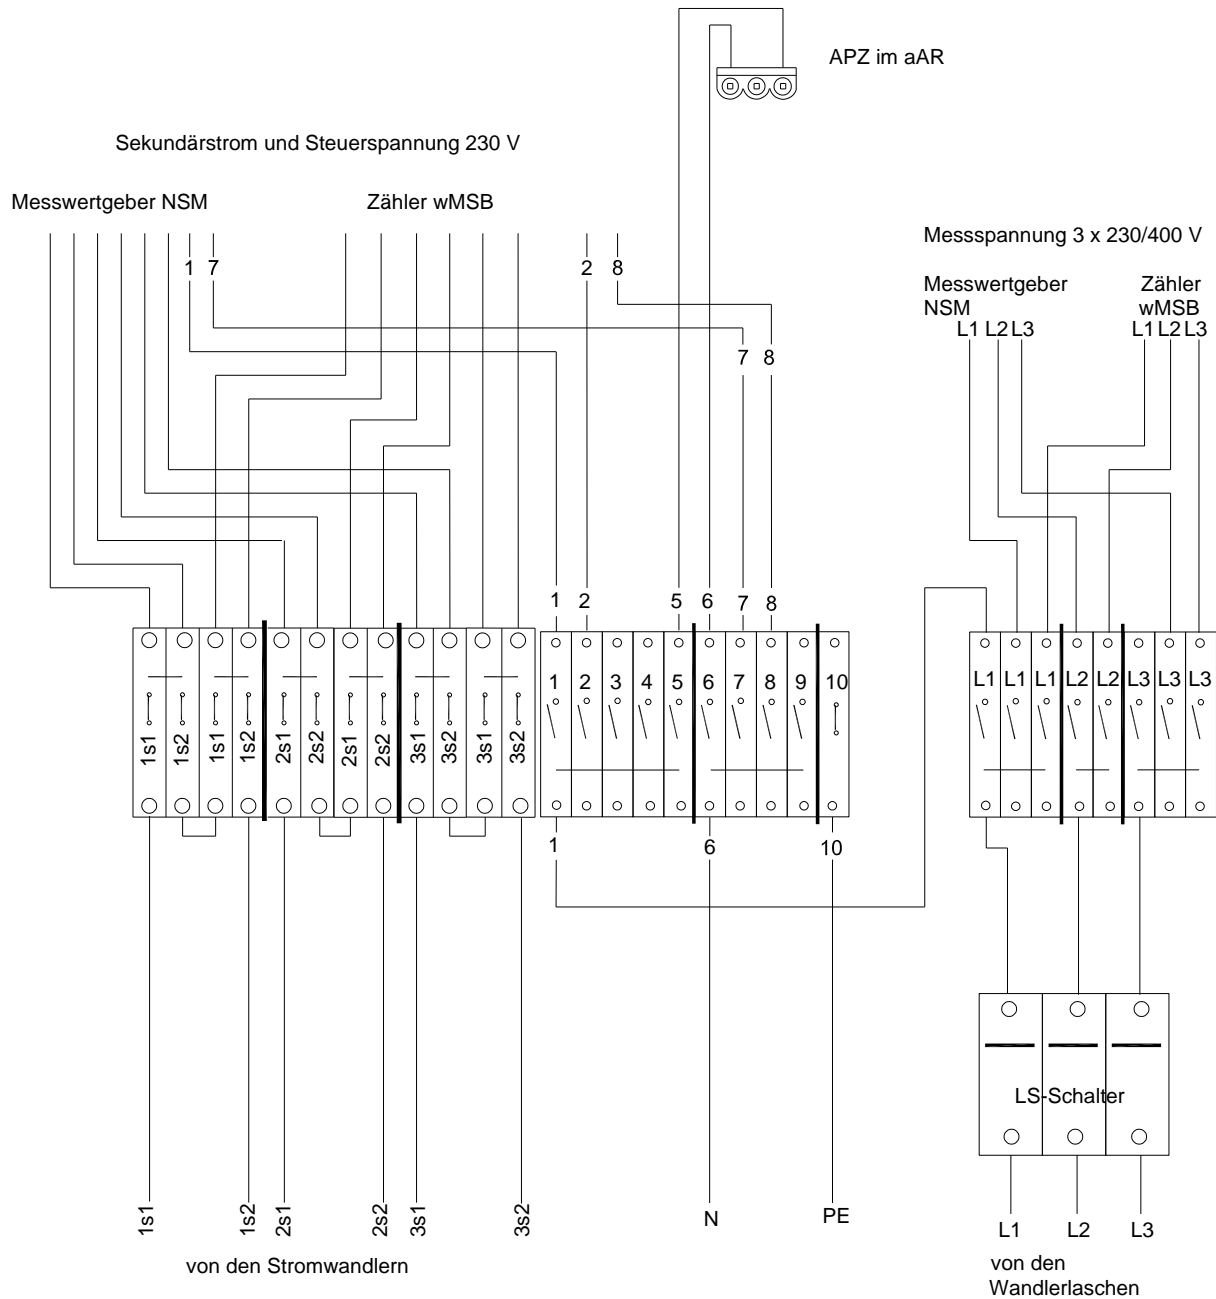 APZ im aAR
Sekundärstrom und Steuerspannung 230 V
Messwertgeber NSM
Zähler wMSB
Messspannung 3 x 230/400 V
1 7
2 8
Messwertgeber
NSM
Zähler
wMSB
L1 L2 L3
L1 L2 L3
7 8
1 2 5 6 7 8
1s1 1s2 1s1 1s2 2s1 2s2 2s1 2s2 3s1 3s2 3s1 3s2
1 2 3 4 5 6 7 8 9 10
L1 L1 L1 L2 L2 L3 L3 L3
1 6 10
LS-Schalter
1s1 1s2 2s1 2s2 3s1 3s2
N PE
L1 L2 L3
von den Stromwandlern
von den
Wandlerlaschen